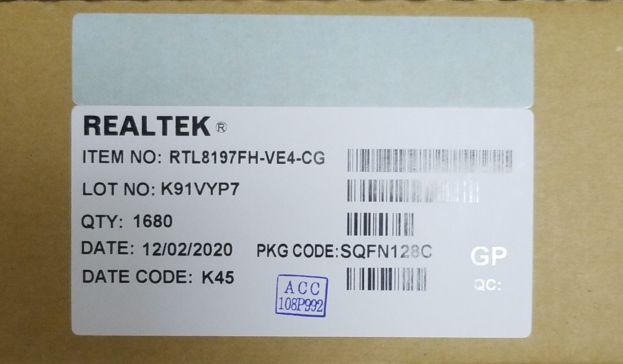 REALTEK ®
ITEM NO: RTL8197FH-VE4-CG
LOT NO: K91VYP7
QTY: 1680
DATE: 12/02/2020 PKG CODE:SQFN128C
GP
DATE CODE: K45
QC:
ACC
108P992